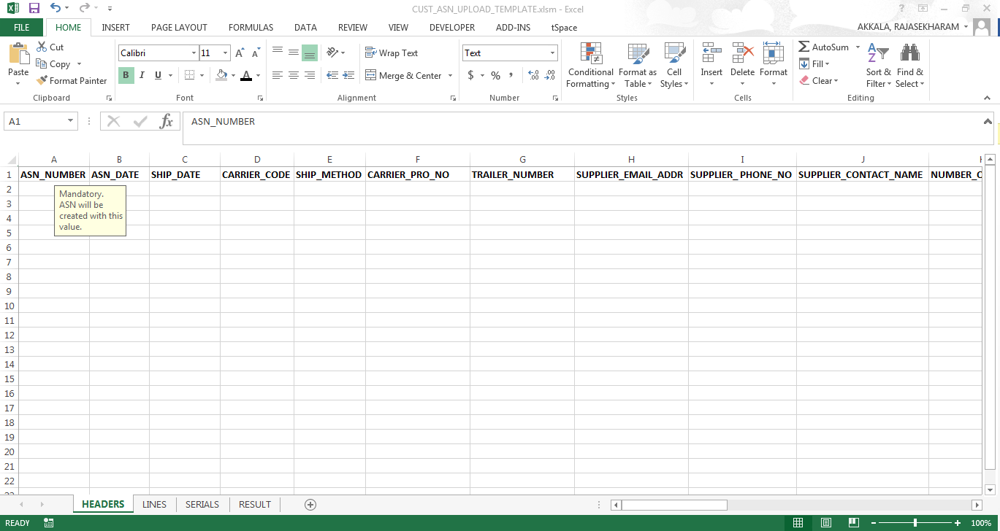 CUST_ASN_UPLOAD_TEMPLATE.xlsm - Excel
FILE HOME INSERT PAGE LAYOUT FORMULAS DATA REVIEW VIEW DEVELOPER ADD-INS tSpace AKKALA, RAJASEKHARAM
Paste
Cut
Copy
Format Painter
Clipboard
Calibri 11
B I U A
Font
Wrap Text
Merge & Center
Alignment
Text
$ % ,
Number
Conditional Formatting
Format as Table
Cell Styles
Styles
Insert Delete Format
Cells
AutoSum
Fill
Clear
Sort & Filter
Find & Select
Editing
A1 fx ASN_NUMBER
A B C D E F G H I J
1 ASN_NUMBER ASN_DATE SHIP_DATE CARRIER_CODE SHIP_METHOD CARRIER_PRO_NO TRAILER_NUMBER SUPPLIER_EMAIL_ADDR SUPPLIER_ PHONE_NO SUPPLIER_CONTACT_NAME NUMBER_C
Mandatory.
ASN will be
created with this
value.
2
3
4
5
6
7
8
9
10
11
12
13
14
15
16
17
18
19
20
21
22
HEADERS LINES SERIALS RESULT
READY 100%